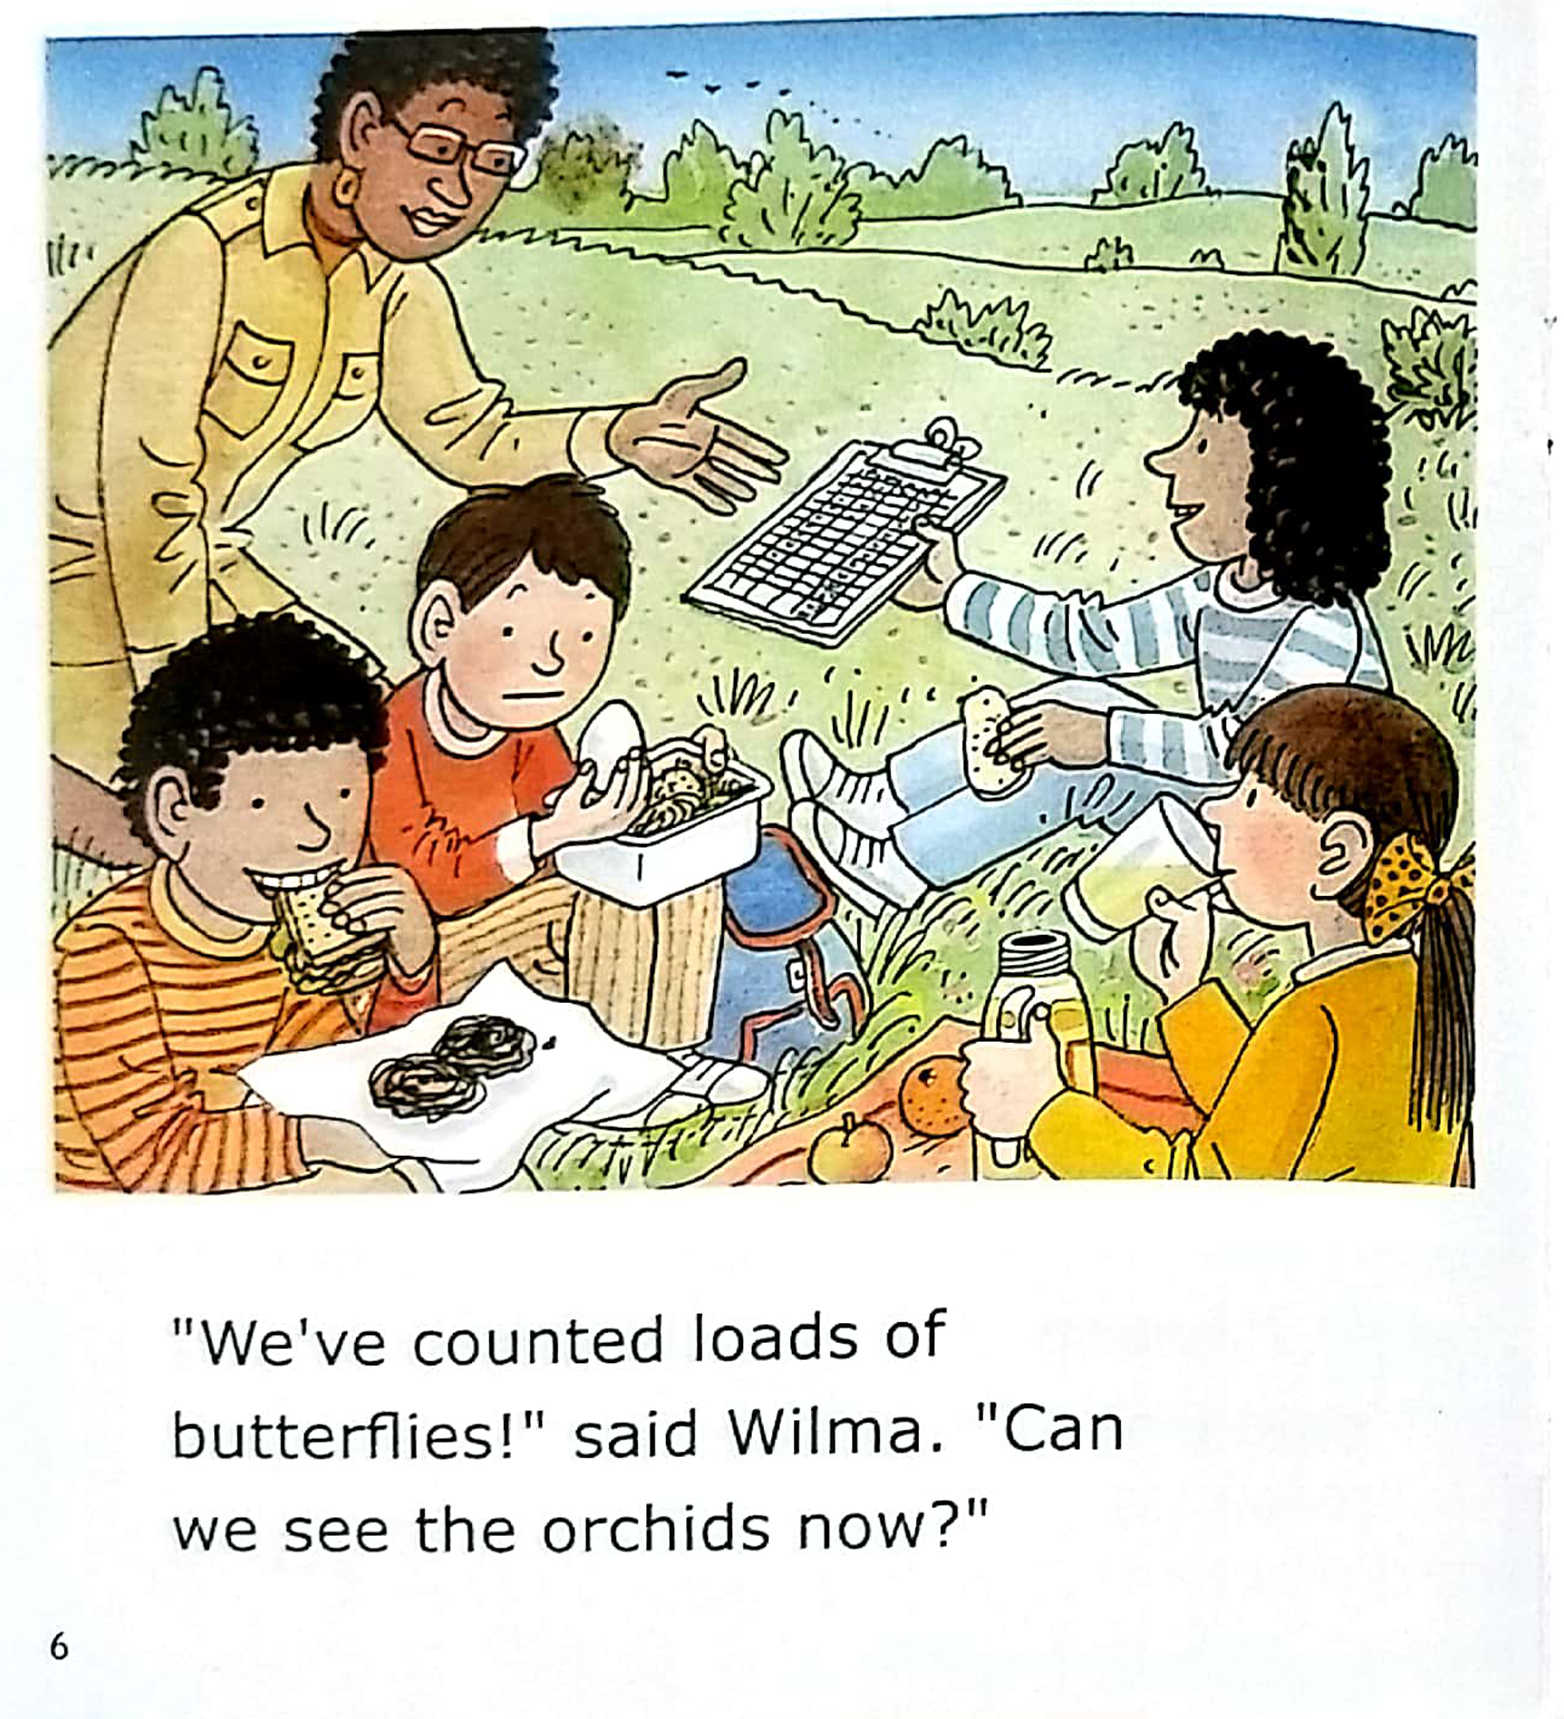 "We've counted loads of
butterflies!" said Wilma. "Can
we see the orchids now?"
6